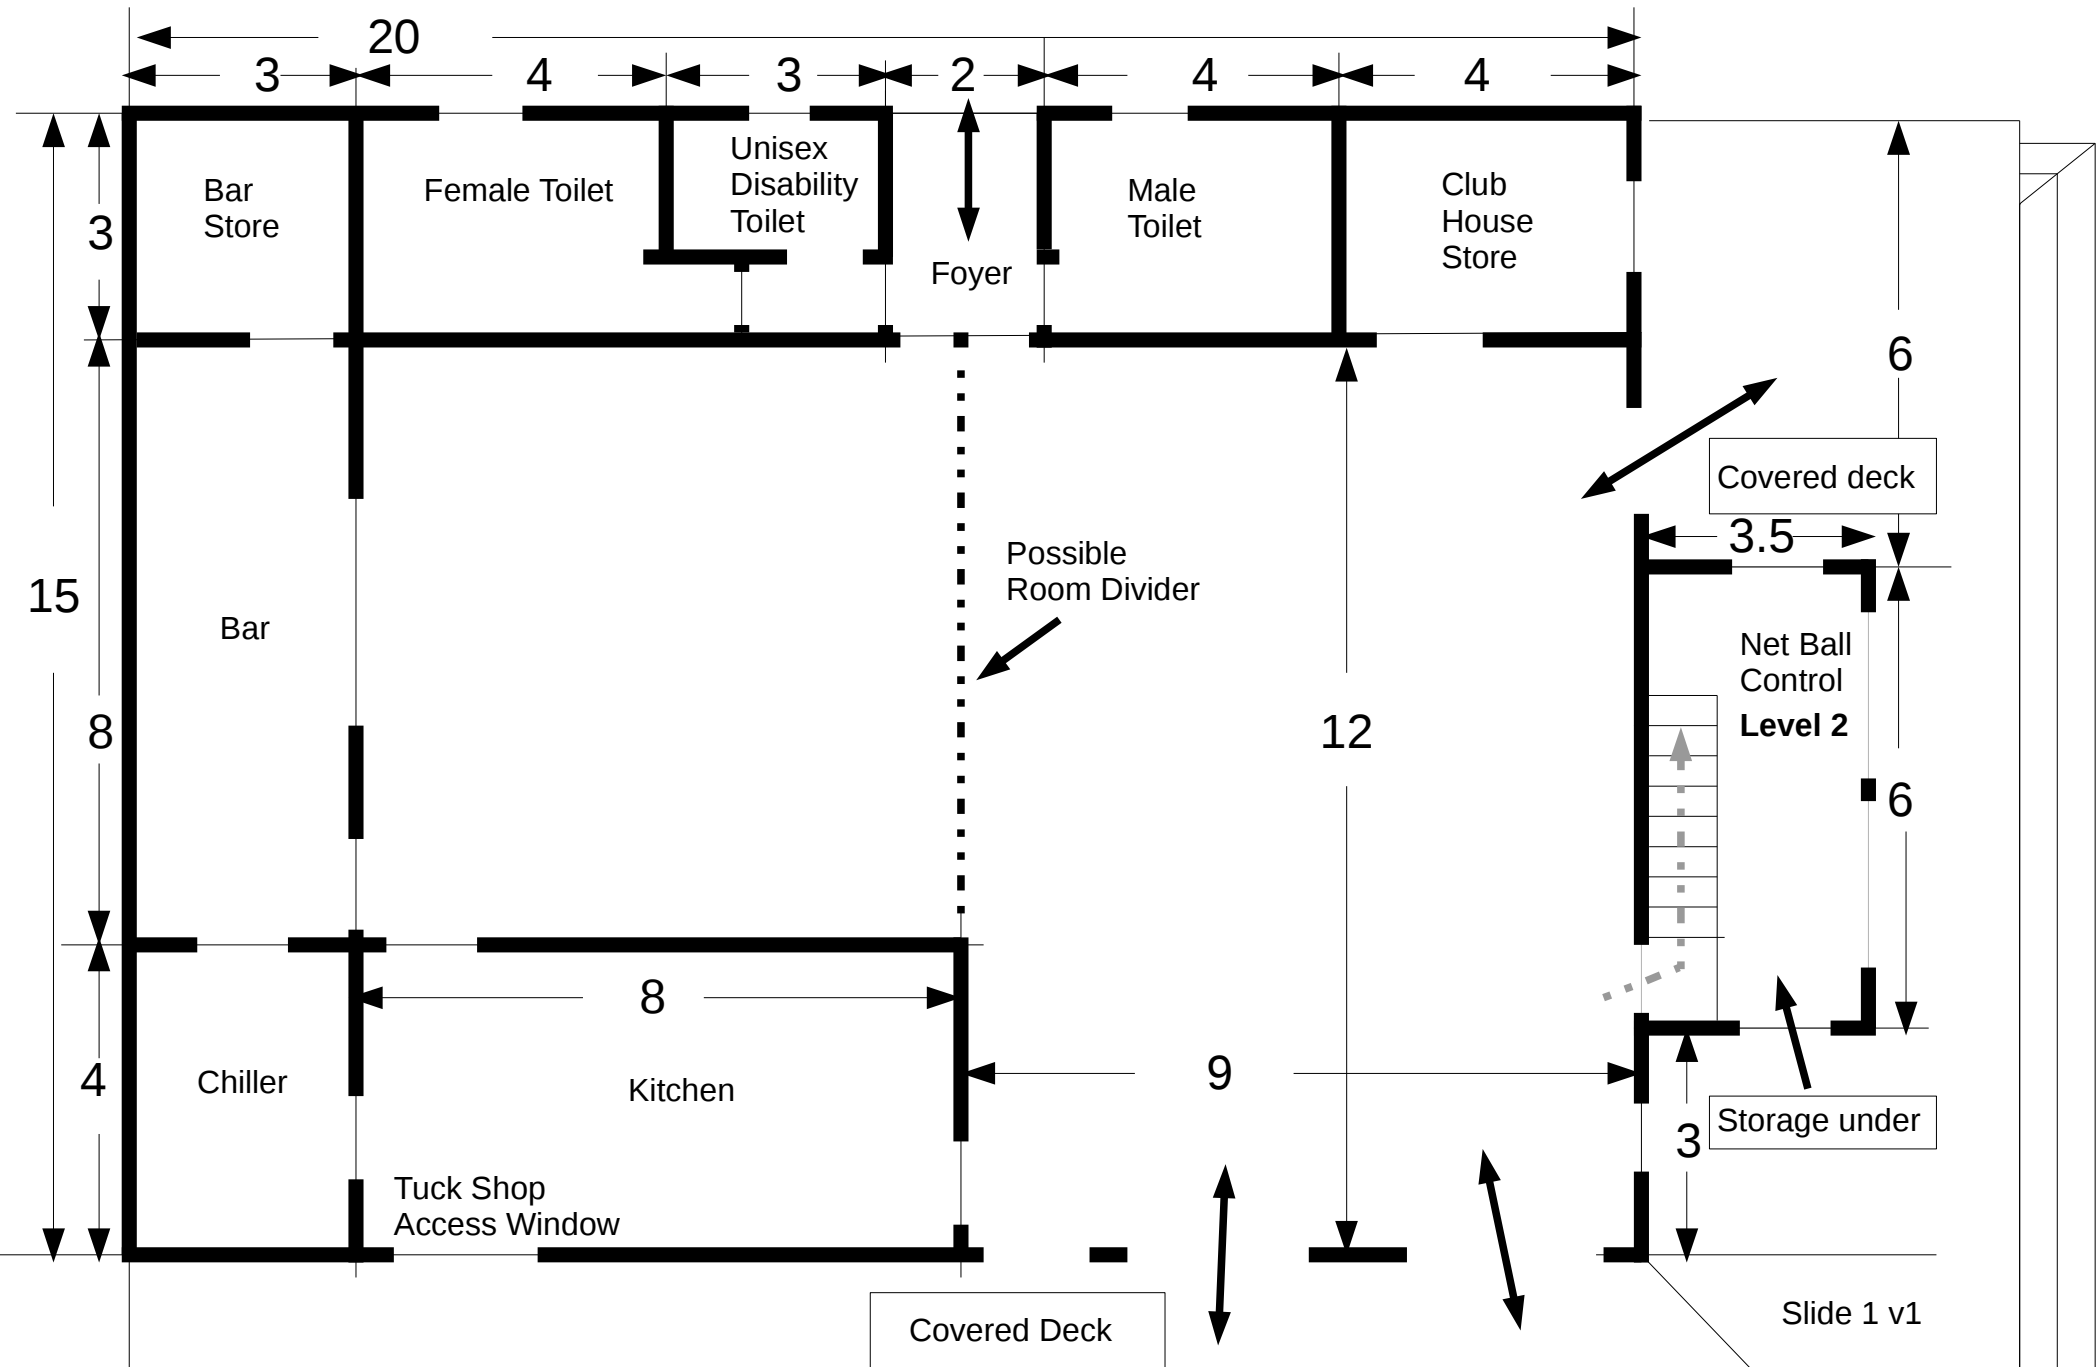 20
3 4 3 2 4 4
Bar
Store
Female Toilet
Unisex
Disability
Toilet
Foyer
Male
Toilet
Club
House
Store
3
6
Covered deck
3.5
Possible
Room Divider
15
Bar
Net Ball
Control
Level 2
8
12
6
8
9
4
Chiller
Kitchen
Storage under
3
Tuck Shop
Access Window
Covered Deck
Slide 1 v1